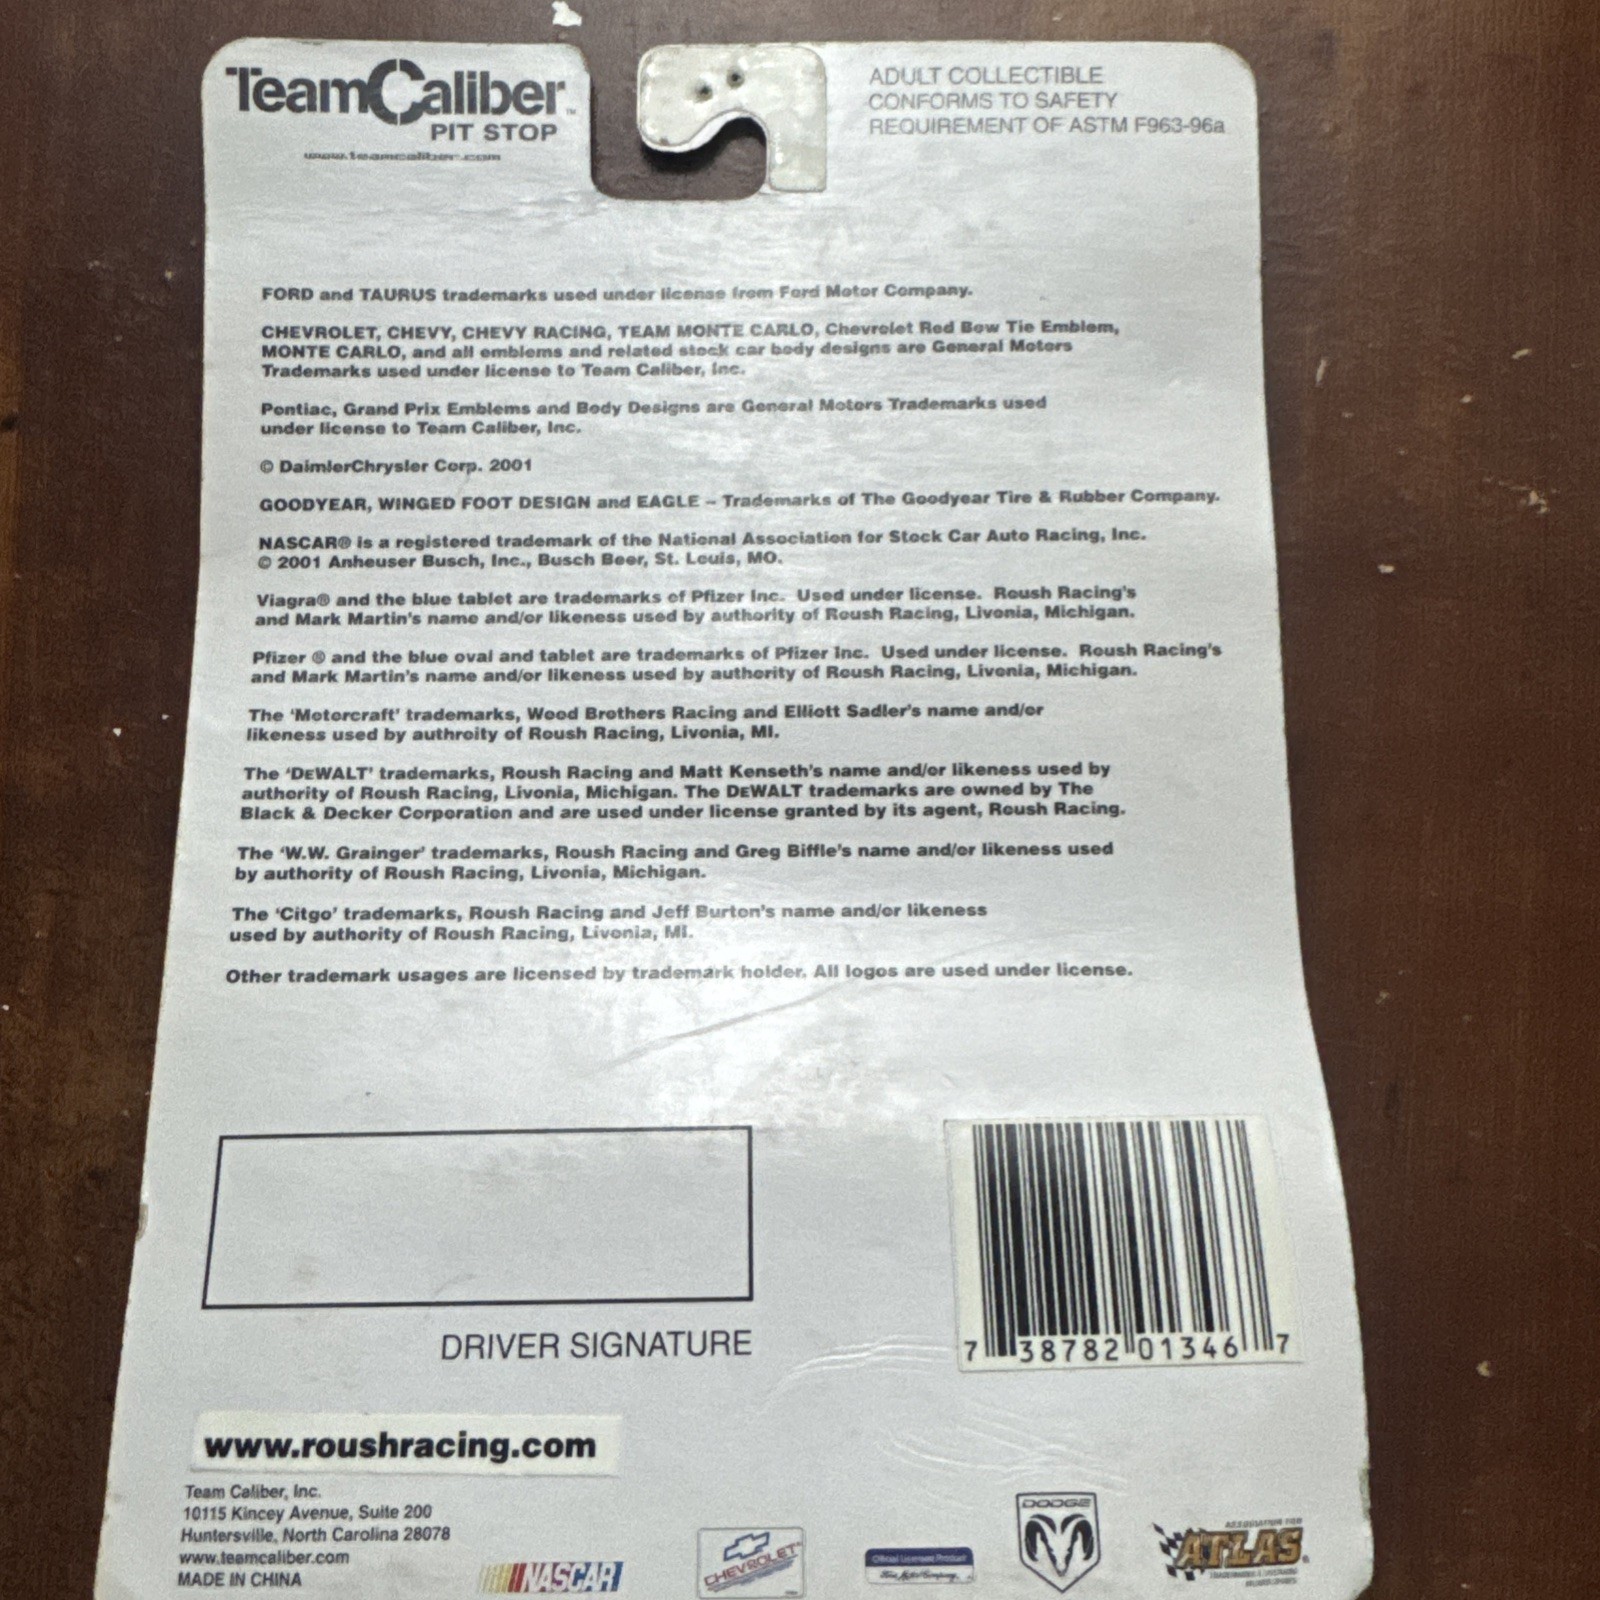 TeamCaliber™
PIT STOP
www.teamcaliber.com
ADULT COLLECTIBLE
CONFORMS TO SAFETY
REQUIREMENT OF ASTM F963-96a
FORD and TAURUS trademarks used under license from Ford Motor Company.
CHEVROLET, CHEVY, CHEVY RACING, TEAM MONTE CARLO, Chevrolet Red Bow Tie Emblem,
MONTE CARLO, and all emblems and related stock car body designs are General Motors
Trademarks used under license to Team Caliber, Inc.
Pontiac, Grand Prix Emblems and Body Designs are General Motors Trademarks used
under license to Team Caliber, Inc.
© DaimlerChrysler Corp. 2001
GOODYEAR, WINGED FOOT DESIGN and EAGLE – Trademarks of The Goodyear Tire & Rubber Company.
NASCAR® is a registered trademark of the National Association for Stock Car Auto Racing, Inc.
© 2001 Anheuser Busch, Inc., Busch Beer, St. Louis, MO.
Viagra® and the blue tablet are trademarks of Pfizer Inc. Used under license. Roush Racing's
and Mark Martin's name and/or likeness used by authority of Roush Racing, Livonia, Michigan.
Pfizer ® and the blue oval and tablet are trademarks of Pfizer Inc. Used under license. Roush Racing's
and Mark Martin's name and/or likeness used by authority of Roush Racing, Livonia, Michigan.
The 'Motorcraft' trademarks, Wood Brothers Racing and Elliott Sadler's name and/or
likeness used by authroity of Roush Racing, Livonia, MI.
The 'DEWALT' trademarks, Roush Racing and Matt Kenseth's name and/or likeness used by
authority of Roush Racing, Livonia, Michigan. The DEWALT trademarks are owned by The
Black & Decker Corporation and are used under license granted by its agent, Roush Racing.
The 'W.W. Grainger' trademarks, Roush Racing and Greg Biffle's name and/or likeness used
by authority of Roush Racing, Livonia, Michigan.
The 'Citgo' trademarks, Roush Racing and Jeff Burton's name and/or likeness
used by authority of Roush Racing, Livonia, MI.
Other trademark usages are licensed by trademark holder. All logos are used under license.
DRIVER SIGNATURE
7 38782 01346 7
www.roushracing.com
Team Caliber, Inc.
10115 Kincey Avenue, Suite 200
Huntersville, North Carolina 28078
www.teamcaliber.com
MADE IN CHINA
NASCAR
CHEVROLET
Official Licensed Product
Ford Motor Company
DODGE
ASSOCIATION FOR
ATLAS